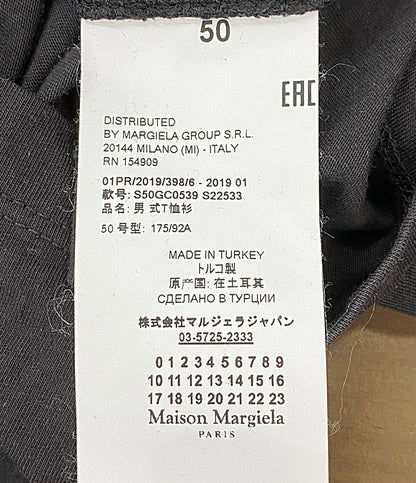 50
EAC
DISTRIBUTED
BY MARGIELA GROUP S.R.L.
20144 MILANO (MI) - ITALY
RN 154909
01PR/2019/398/6 - 2019 01
款号: S50GC0539 S22533
品名: 男 式T恤衫
50 号型: 175/92A
MADE IN TURKEY
トルコ製
原产国: 在土耳其
СДЕЛАНО В ТУРЦИИ
株式会社マルジェラジャパン
03-5725-2333
0 1 2 3 4 5 6 7 8 9
10 11 12 13 14 15 16
17 18 19 20 21 22 23
Maison Margiela
PARIS